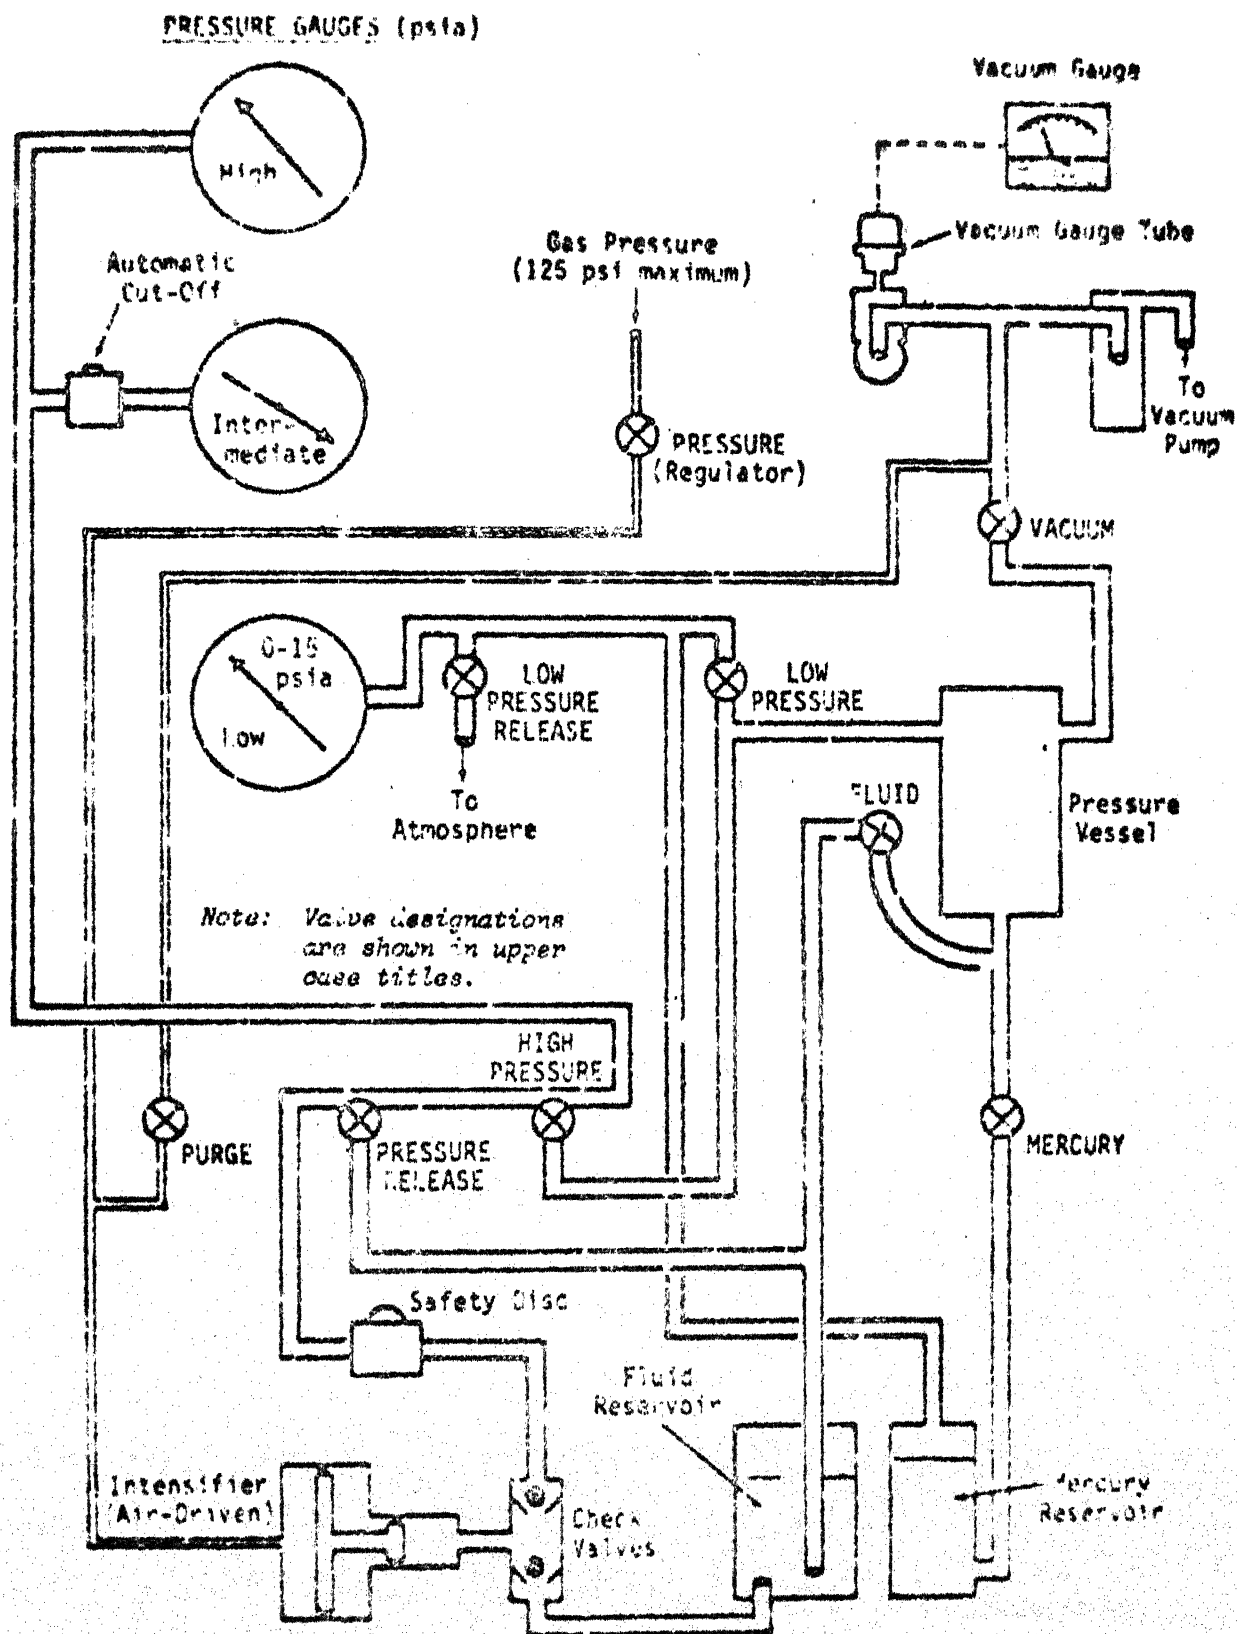 PRESSURE GAUGES (psia)
Vacuum Gauge
High
Vacuum Gauge Tube
Gas Pressure
(125 psi maximum)
Automatic
Cut-Off
To
Vacuum
Pump
Inter-
mediate
PRESSURE
(Regulator)
VACUUM
0-15
psia
Low
LOW
PRESSURE
RELEASE
LOW
PRESSURE
To
Atmosphere
FLUID
Pressure
Vessel
Note: Valve designations
are shown in upper
case titles.
HIGH
PRESSURE
PURGE
PRESSURE
RELEASE
MERCURY
Safety Disc
Fluid
Reservoir
Intensifier
(Air-Driven)
Check
Valves
Mercury
Reservoir